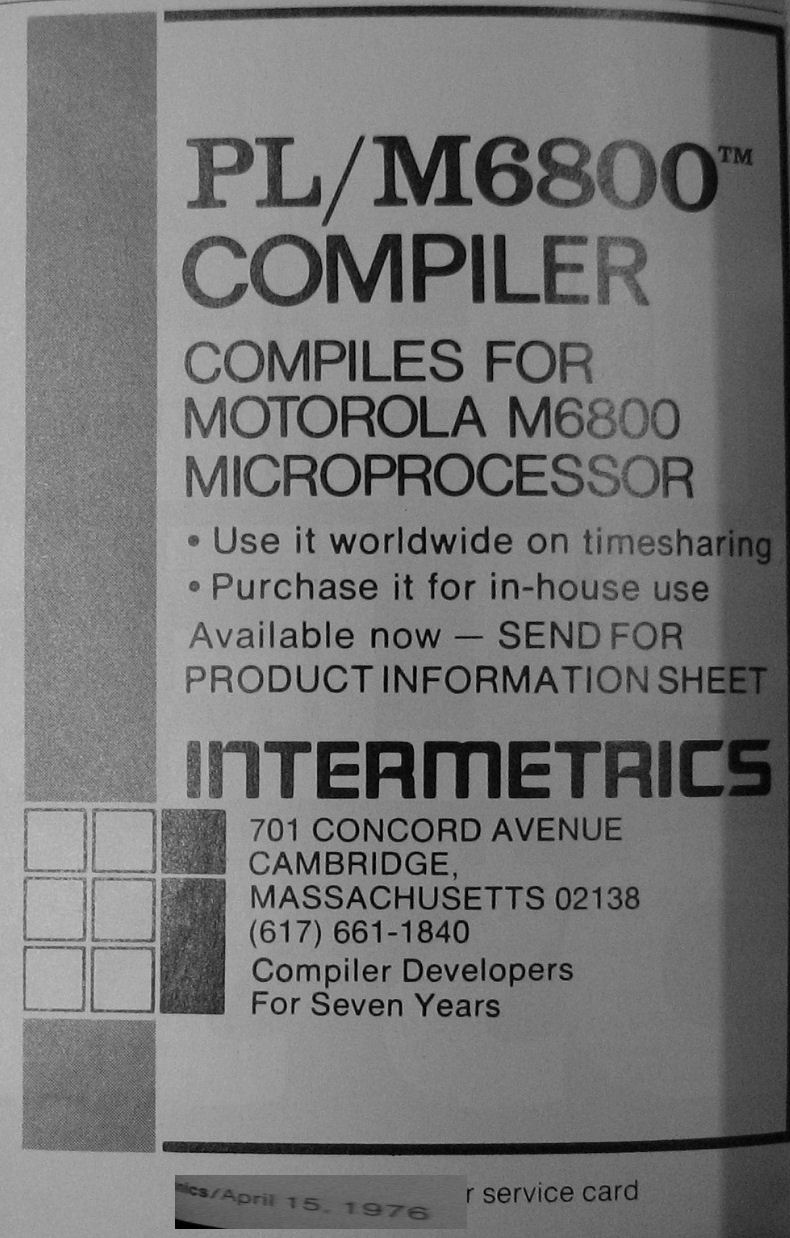 PL/M6800™
COMPILER
COMPILES FOR
MOTOROLA M6800
MICROPROCESSOR
• Use it worldwide on timesharing
• Purchase it for in-house use
Available now — SEND FOR
PRODUCT INFORMATION SHEET
INTERMETRICS
701 CONCORD AVENUE
CAMBRIDGE,
MASSACHUSETTS 02138
(617) 661-1840
Compiler Developers
For Seven Years
nics/April 15, 1976
r service card